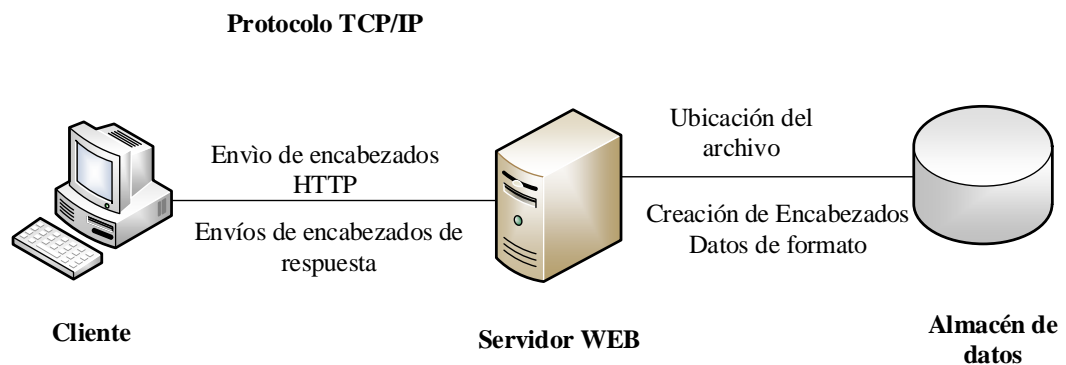 Protocolo TCP/IP
Envìo de encabezados
HTTP
Envíos de encabezados de
respuesta
Ubicación del
archivo
Creación de Encabezados
Datos de formato
Cliente
Servidor WEB
Almacén de
datos